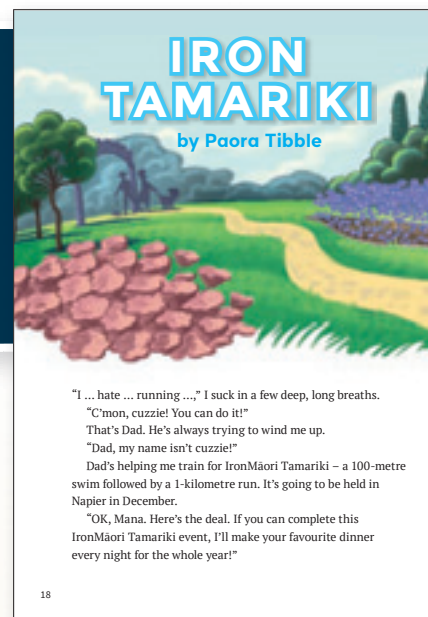 IRON
TAMARIKI
by Paora Tibble
“I ... hate ... running ...,” I suck in a few deep, long breaths.
“C’mon, cuzzie! You can do it!”
That’s Dad. He’s always trying to wind me up.
“Dad, my name isn’t cuzzie!”
Dad’s helping me train for IronMāori Tamariki – a 100-metre
swim followed by a 1-kilometre run. It’s going to be held in
Napier in December.
“OK, Mana. Here’s the deal. If you can complete this
IronMāori Tamariki event, I’ll make your favourite dinner
every night for the whole year!”
18